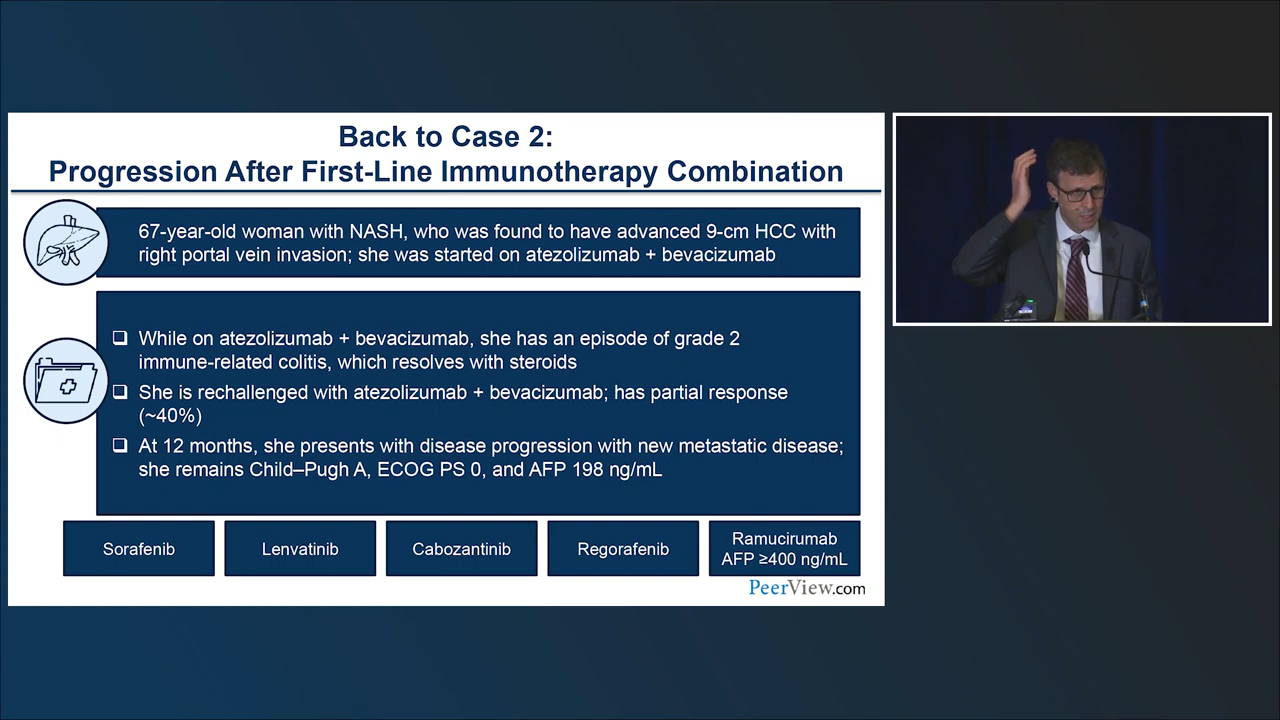 Back to Case 2:
Progression After First-Line Immunotherapy Combination
67-year-old woman with NASH, who was found to have advanced 9-cm HCC with
right portal vein invasion; she was started on atezolizumab + bevacizumab
❑ While on atezolizumab + bevacizumab, she has an episode of grade 2
immune-related colitis, which resolves with steroids
❑ She is rechallenged with atezolizumab + bevacizumab; has partial response
(~40%)
❑ At 12 months, she presents with disease progression with new metastatic disease;
she remains Child–Pugh A, ECOG PS 0, and AFP 198 ng/mL
Sorafenib
Lenvatinib
Cabozantinib
Regorafenib
Ramucirumab
AFP ≥400 ng/mL
PeerView.com